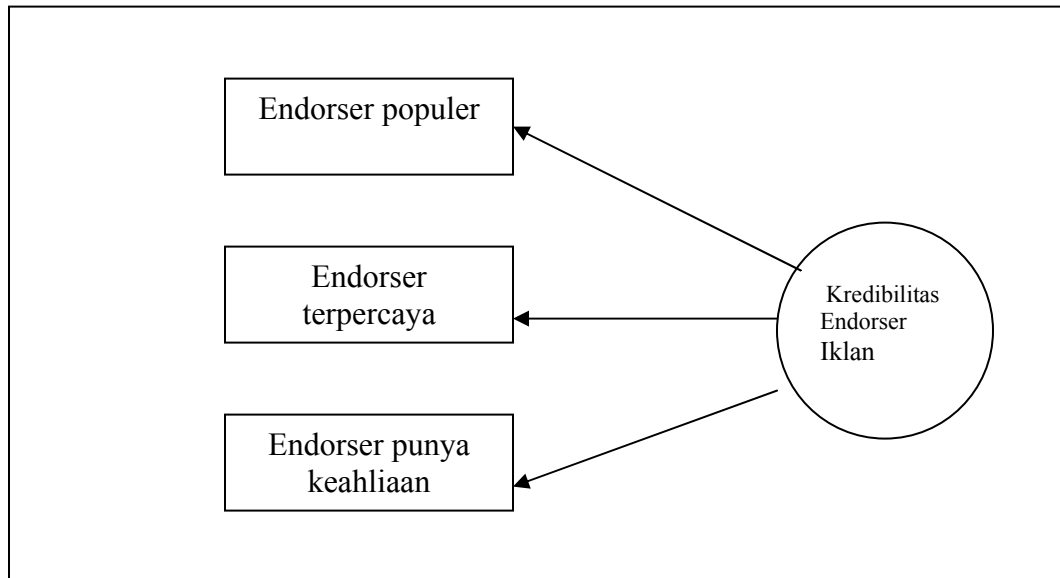 Endorser populer
Endorser
terpercaya
Endorser punya
keahliaan
Kredibilitas
Endorser
Iklan